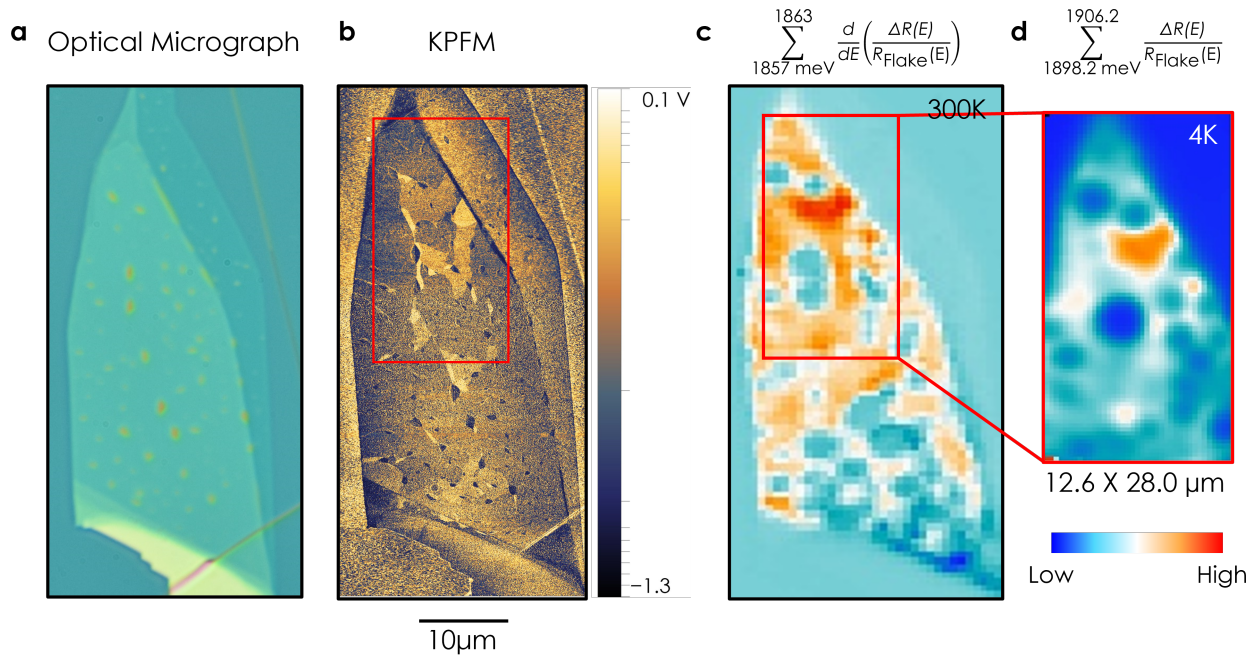 a
Optical Micrograph
b
KPFM
0.1 V
−1.3
10µm
c
1863
∑ d/dE (ΔR(E)/R_Flake(E))
1857 meV
300K
d
1906.2
∑ ΔR(E)/R_Flake(E)
1898.2 meV
4K
12.6 X 28.0 µm
Low High